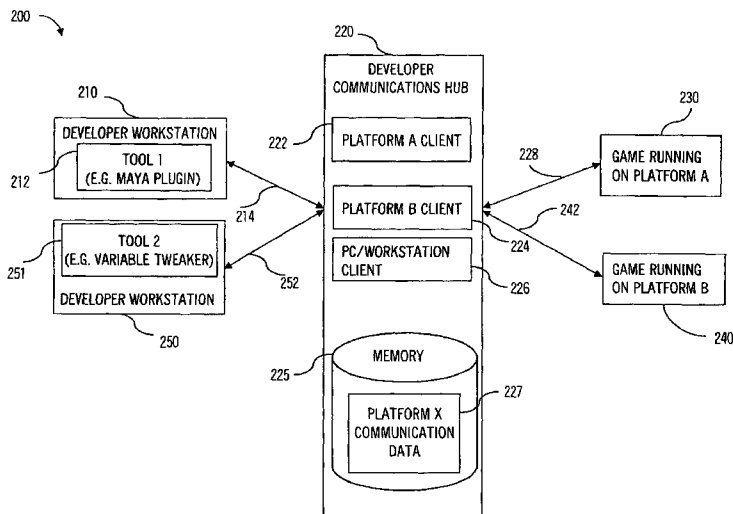 200
220
DEVELOPER
COMMUNICATIONS HUB
210
DEVELOPER WORKSTATION
212
TOOL 1
(E.G. MAYA PLUGIN)
214
222
PLATFORM A CLIENT
228
230
GAME RUNNING
ON PLATFORM A
242
PLATFORM B CLIENT
224
251
TOOL 2
(E.G. VARIABLE TWEAKER)
252
DEVELOPER WORKSTATION
250
PC/WORKSTATION
CLIENT
226
GAME RUNNING
ON PLATFORM B
240
225
MEMORY
227
PLATFORM X
COMMUNICATION
DATA